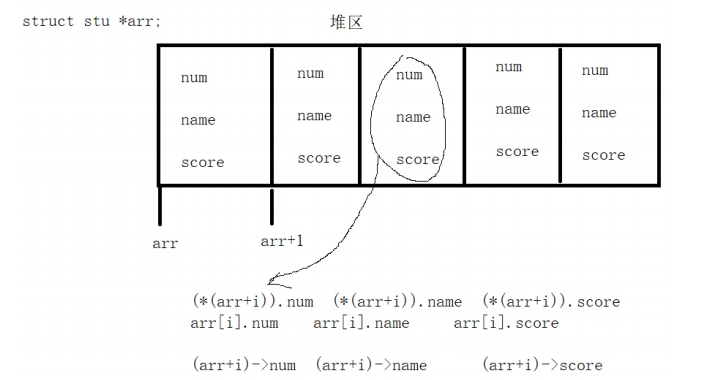 struct stu *arr; 堆区
num num num num num
name name name name name
score score score score score
arr arr+1
(*(arr+i)).num (*(arr+i)).name (*(arr+i)).score
arr[i].num arr[i].name arr[i].score
(arr+i)->num (arr+i)->name (arr+i)->score